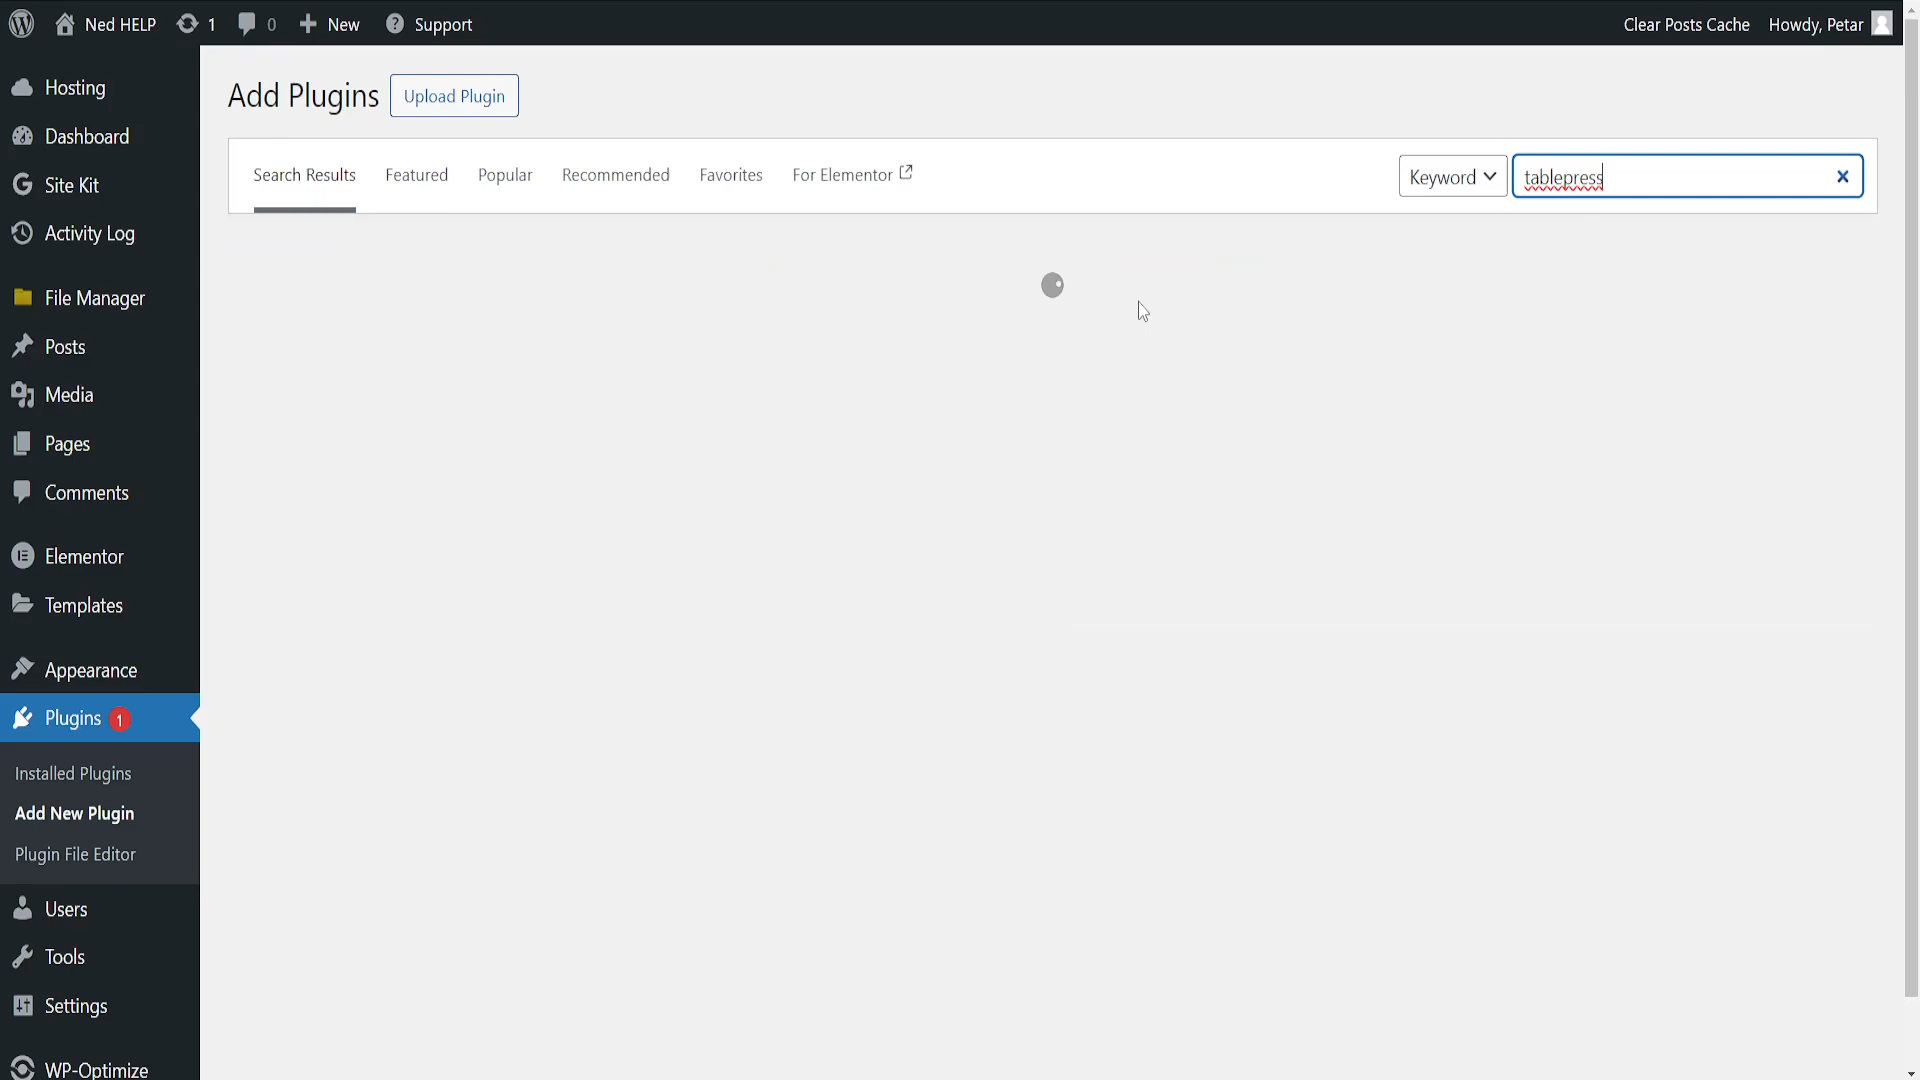 Ned HELP 1 0 New Support Clear Posts Cache Howdy, Petar
Hosting
Dashboard
Site Kit
Activity Log
File Manager
Posts
Media
Pages
Comments
Elementor
Templates
Appearance
Plugins 1
Installed Plugins
Add New Plugin
Plugin File Editor
Users
Tools
Settings
WP-Optimize
Add Plugins Upload Plugin
Search Results Featured Popular Recommended Favorites For Elementor Keyword tablepress